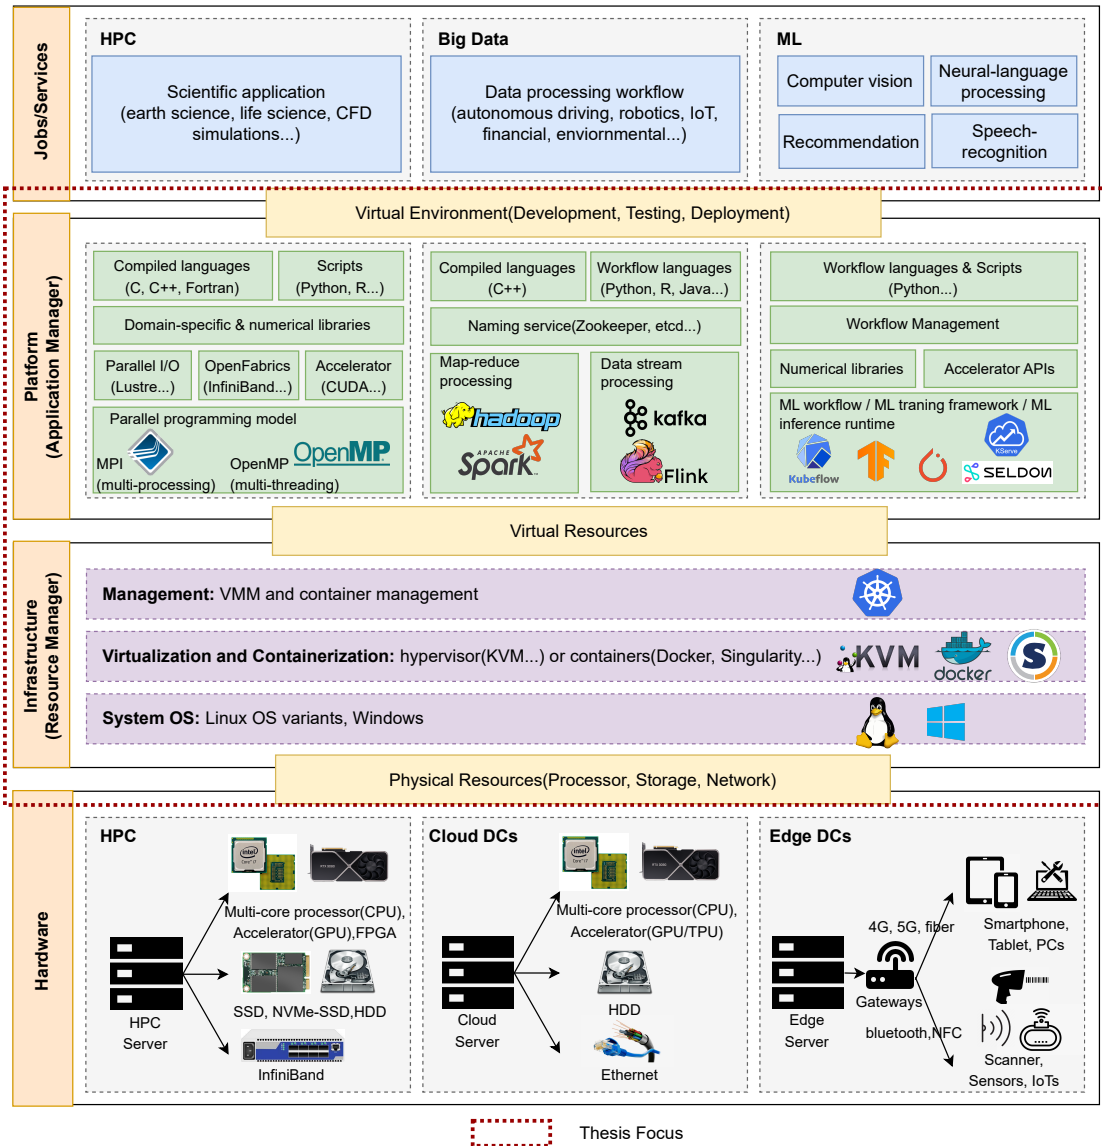 Jobs/Services
HPC
Scientific application
(earth science, life science, CFD
simulations...)
Big Data
Data processing workflow
(autonomous driving, robotics, IoT,
financial, enviornmental...)
ML
Computer vision
Neural-language
processing
Recommendation
Speech-
recognition
Virtual Environment(Development, Testing, Deployment)
Platform
(Application Manager)
Compiled languages
(C, C++, Fortran)
Scripts
(Python, R...)
Domain-specific & numerical libraries
Parallel I/O
(Lustre...)
OpenFabrics
(InfiniBand...)
Accelerator
(CUDA...)
Parallel programming model
MPI
(multi-processing)
OpenMP
(multi-threading)
OpenMP
Compiled languages
(C++)
Workflow languages
(Python, R, Java...)
Naming service(Zookeeper, etcd...)
Map-reduce
processing
hadoop
APACHE
Spark
Data stream
processing
kafka
Flink
Workflow languages & Scripts
(Python...)
Workflow Management
Numerical libraries
Accelerator APIs
ML workflow / ML traning framework / ML
inference runtime
Kubeflow
KServe
SELDON
Virtual Resources
Infrastructure
(Resource Manager)
Management: VMM and container management
Virtualization and Containerization: hypervisor(KVM...) or containers(Docker, Singularity...)
KVM
docker
S
System OS: Linux OS variants, Windows
Physical Resources(Processor, Storage, Network)
Hardware
HPC
intel
Multi-core processor(CPU),
Accelerator(GPU),FPGA
HPC
Server
SSD, NVMe-SSD,HDD
InfiniBand
Cloud DCs
intel
Multi-core processor(CPU),
Accelerator(GPU/TPU)
Cloud
Server
HDD
Ethernet
Edge DCs
Edge
Server
4G, 5G, fiber
Gateways
bluetooth,NFC
Smartphone,
Tablet, PCs
Scanner,
Sensors, IoTs
Thesis Focus